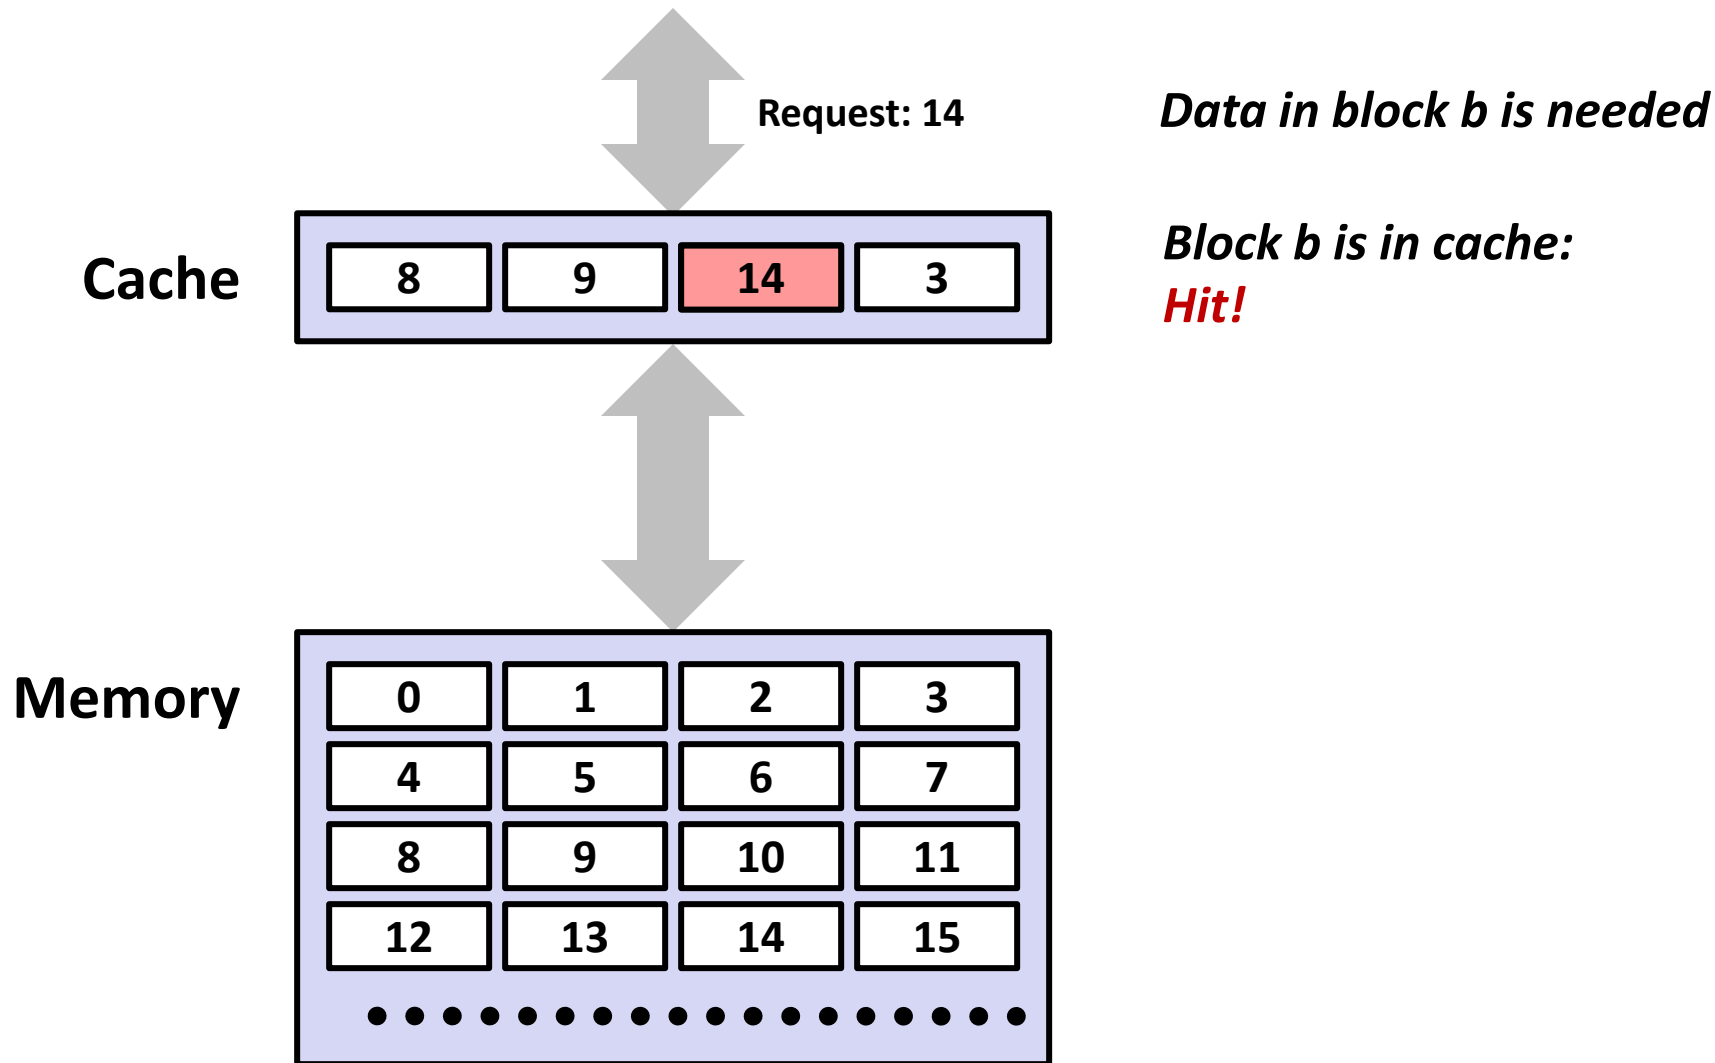 Request: 14
Data in block b is needed
Cache
8 9 14 3
Block b is in cache:
Hit!
Memory
0 1 2 3
4 5 6 7
8 9 10 11
12 13 14 15